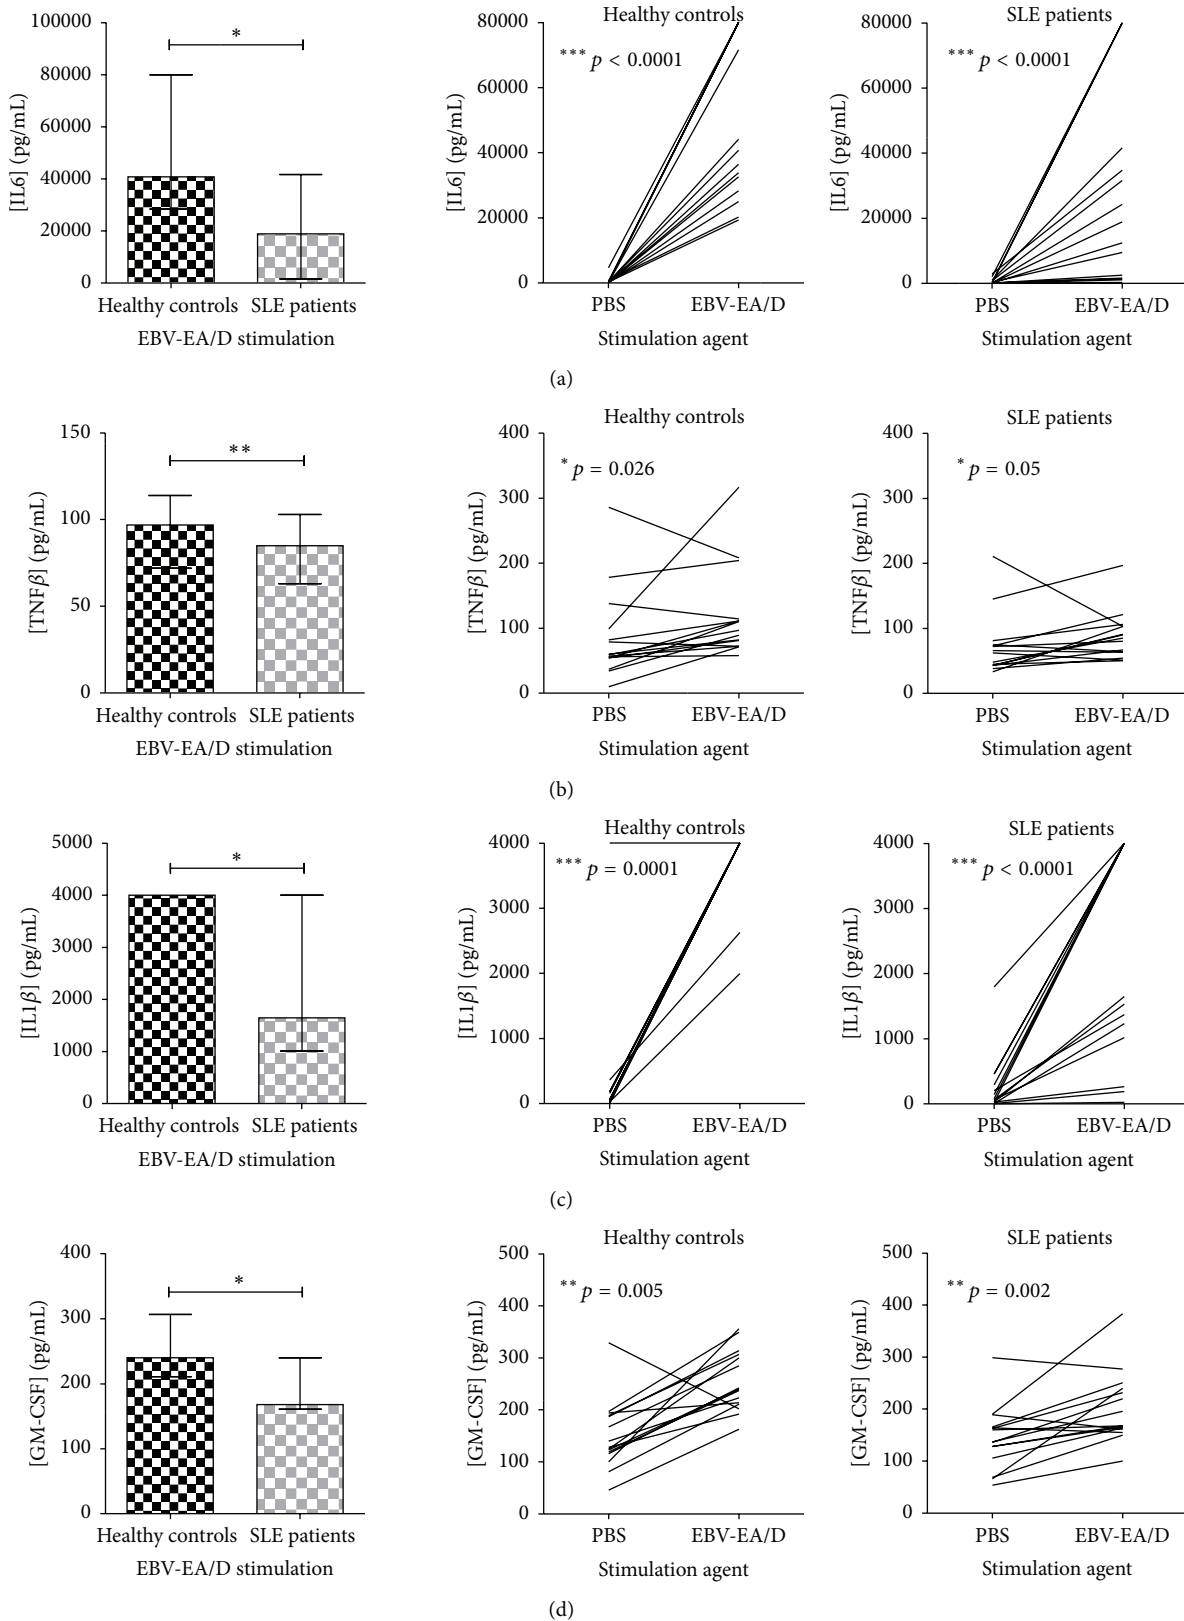 100000
80000
60000
40000
20000
0
[IL6] (pg/mL)
*
Healthy controls SLE patients
EBV-EA/D stimulation
Healthy controls
80000
60000
40000
20000
0
[IL6] (pg/mL)
*** p < 0.0001
PBS EBV-EA/D
Stimulation agent
SLE patients
80000
60000
40000
20000
0
[IL6] (pg/mL)
*** p < 0.0001
PBS EBV-EA/D
Stimulation agent
(a)
150
100
50
0
[TNFβ] (pg/mL)
**
Healthy controls SLE patients
EBV-EA/D stimulation
Healthy controls
400
300
200
100
0
[TNFβ] (pg/mL)
* p = 0.026
PBS EBV-EA/D
Stimulation agent
SLE patients
400
300
200
100
0
[TNFβ] (pg/mL)
* p = 0.05
PBS EBV-EA/D
Stimulation agent
(b)
5000
4000
3000
2000
1000
0
[IL1β] (pg/mL)
*
Healthy controls SLE patients
EBV-EA/D stimulation
Healthy controls
4000
3000
2000
1000
0
[IL1β] (pg/mL)
*** p = 0.0001
PBS EBV-EA/D
Stimulation agent
SLE patients
4000
3000
2000
1000
0
[IL1β] (pg/mL)
*** p < 0.0001
PBS EBV-EA/D
Stimulation agent
(c)
400
300
200
100
0
[GM-CSF] (pg/mL)
*
Healthy controls SLE patients
EBV-EA/D stimulation
Healthy controls
500
400
300
200
100
0
[GM-CSF] (pg/mL)
** p = 0.005
PBS EBV-EA/D
Stimulation agent
SLE patients
500
400
300
200
100
0
[GM-CSF] (pg/mL)
** p = 0.002
PBS EBV-EA/D
Stimulation agent
(d)